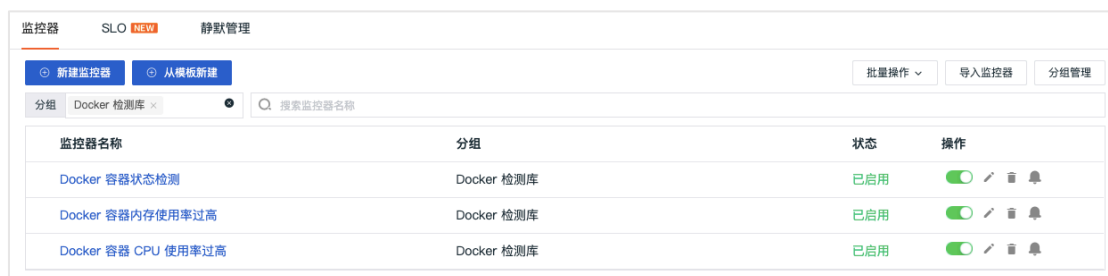 监控器 SLO NEW 静默管理
新建监控器 从模板新建 批量操作 导入监控器 分组管理
分组 Docker 检测库 搜索监控器名称
监控器名称 分组 状态 操作
Docker 容器状态检测 Docker 检测库 已启用
Docker 容器内存使用率过高 Docker 检测库 已启用
Docker 容器 CPU 使用率过高 Docker 检测库 已启用